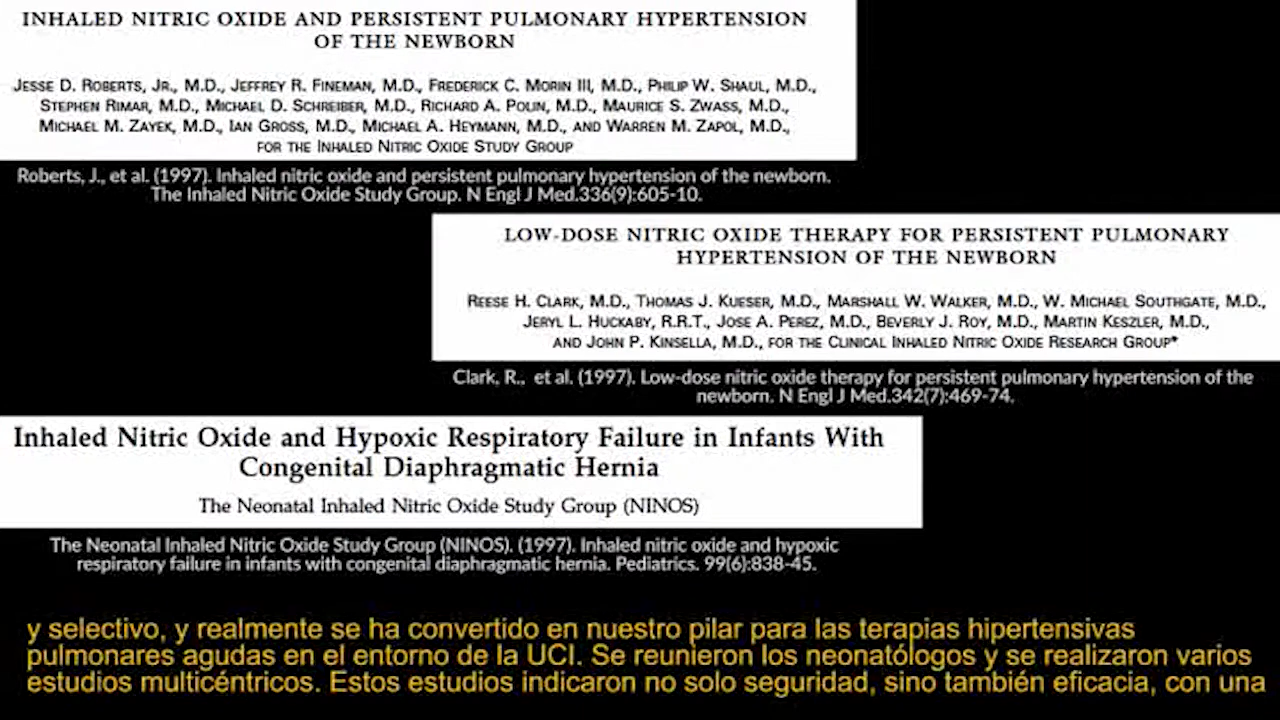 INHALED NITRIC OXIDE AND PERSISTENT PULMONARY HYPERTENSION
OF THE NEWBORN
JESSE D. ROBERTS, JR., M.D., JEFFREY R. FINEMAN, M.D., FREDERICK C. MORIN III, M.D., PHILIP W. SHAUL, M.D.,
STEPHEN RIMAR, M.D., MICHAEL D. SCHREIBER, M.D., RICHARD A. POLIN, M.D., MAURICE S. ZWASS, M.D.,
MICHAEL M. ZAYEK, M.D., IAN GROSS, M.D., MICHAEL A. HEYMANN, M.D., AND WARREN M. ZAPOL, M.D.,
FOR THE INHALED NITRIC OXIDE STUDY GROUP
Roberts, J., et al. (1997). Inhaled nitric oxide and persistent pulmonary hypertension of the newborn.
The Inhaled Nitric Oxide Study Group. N Engl J Med.336(9):605-10.
LOW-DOSE NITRIC OXIDE THERAPY FOR PERSISTENT PULMONARY
HYPERTENSION OF THE NEWBORN
REESE H. CLARK, M.D., THOMAS J. KUESER, M.D., MARSHALL W. WALKER, M.D., W. MICHAEL SOUTHGATE, M.D.,
JERYL L. HUCKABY, R.R.T., JOSE A. PEREZ, M.D., BEVERLY J. ROY, M.D., MARTIN KESZLER, M.D.,
AND JOHN P. KINSELLA, M.D., FOR THE CLINICAL INHALED NITRIC OXIDE RESEARCH GROUP*
Clark, R., et al. (1997). Low-dose nitric oxide therapy for persistent pulmonary hypertension of the
newborn. N Engl J Med.342(7):469-74.
Inhaled Nitric Oxide and Hypoxic Respiratory Failure in Infants With
Congenital Diaphragmatic Hernia
The Neonatal Inhaled Nitric Oxide Study Group (NINOS)
The Neonatal Inhaled Nitric Oxide Study Group (NINOS). (1997). Inhaled nitric oxide and hypoxic
respiratory failure in infants with congenital diaphragmatic hernia. Pediatrics. 99(6):838-45.
y selectivo, y realmente se ha convertido en nuestro pilar para las terapias hipertensivas
pulmonares agudas en el entorno de la UCI. Se reunieron los neonatólogos y se realizaron varios
estudios multicéntricos. Estos estudios indicaron no solo seguridad, sino también eficacia, con una